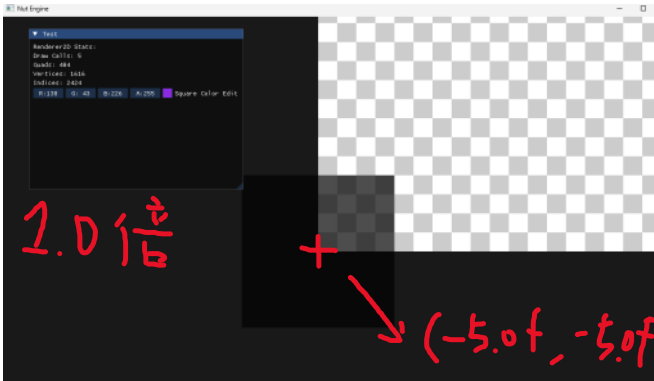 Nut Engine
Test
Renderer2D Stats:
Draw Calls: 5
Quads: 404
Vertices: 1616
Indices: 2424
R:138 G: 43 B:226 A:255 Square Color Edit
1.0倍
(-5.0f, -5.0f